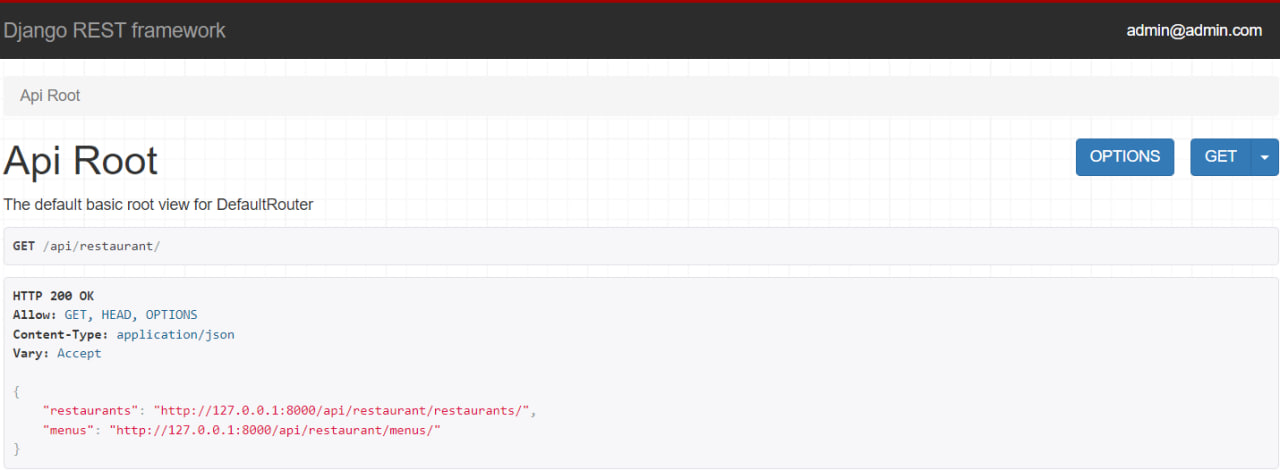 Django REST framework
admin@admin.com
Api Root
Api Root
OPTIONS
GET
The default basic root view for DefaultRouter
GET /api/restaurant/
HTTP 200 OK
Allow: GET, HEAD, OPTIONS
Content-Type: application/json
Vary: Accept
{
    "restaurants": "http://127.0.0.1:8000/api/restaurant/restaurants/",
    "menus": "http://127.0.0.1:8000/api/restaurant/menus/"
}